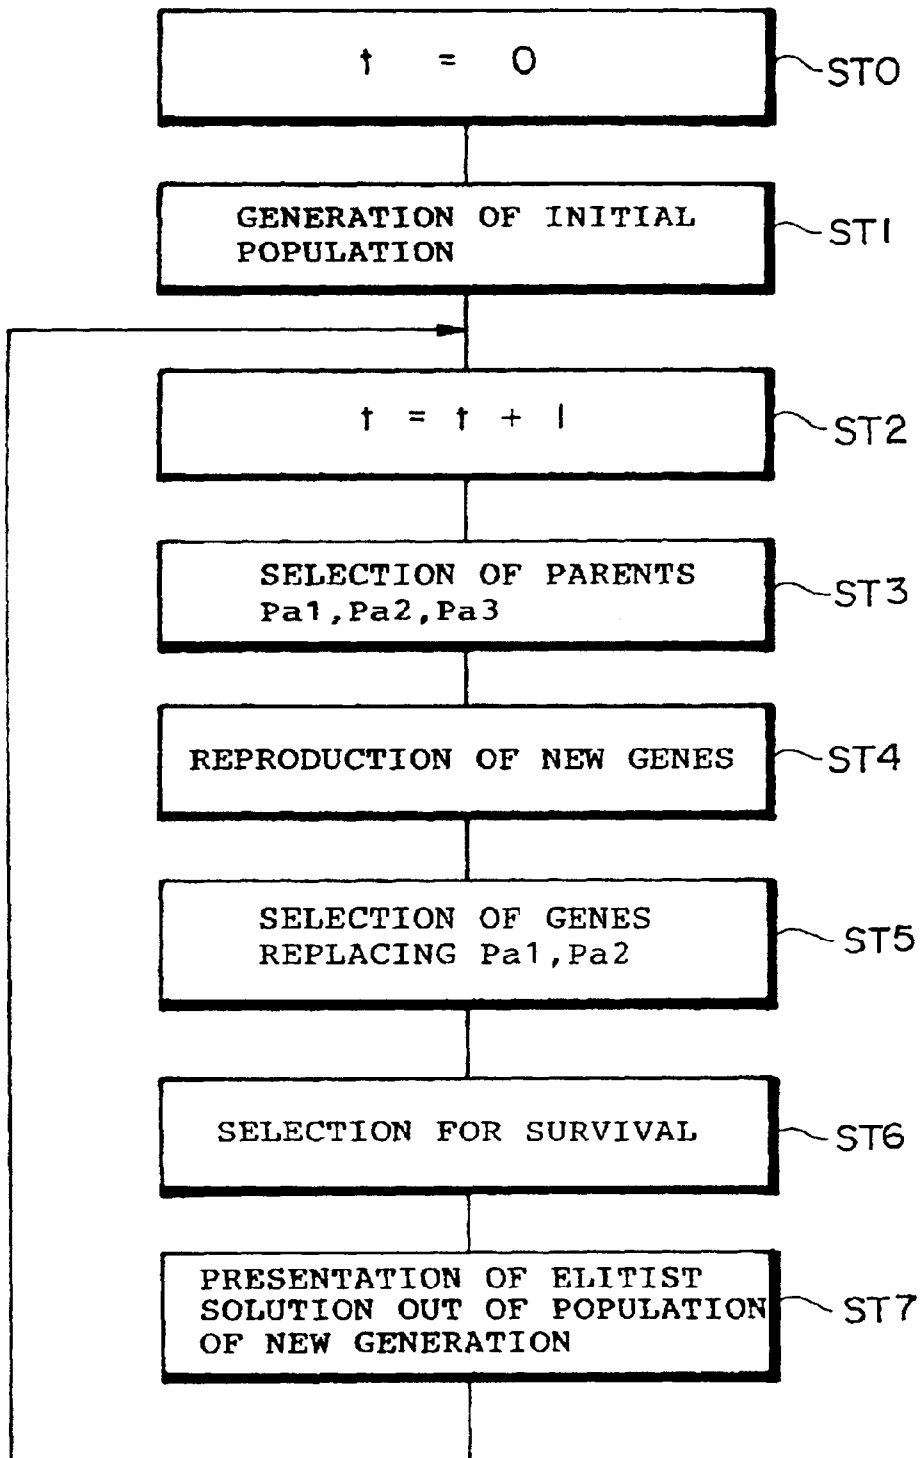 t = 0
ST0
GENERATION OF INITIAL
POPULATION
ST1
t = t + 1
ST2
SELECTION OF PARENTS
Pa1,Pa2,Pa3
ST3
REPRODUCTION OF NEW GENES
ST4
SELECTION OF GENES
REPLACING Pa1,Pa2
ST5
SELECTION FOR SURVIVAL
ST6
PRESENTATION OF ELITIST
SOLUTION OUT OF POPULATION
OF NEW GENERATION
ST7